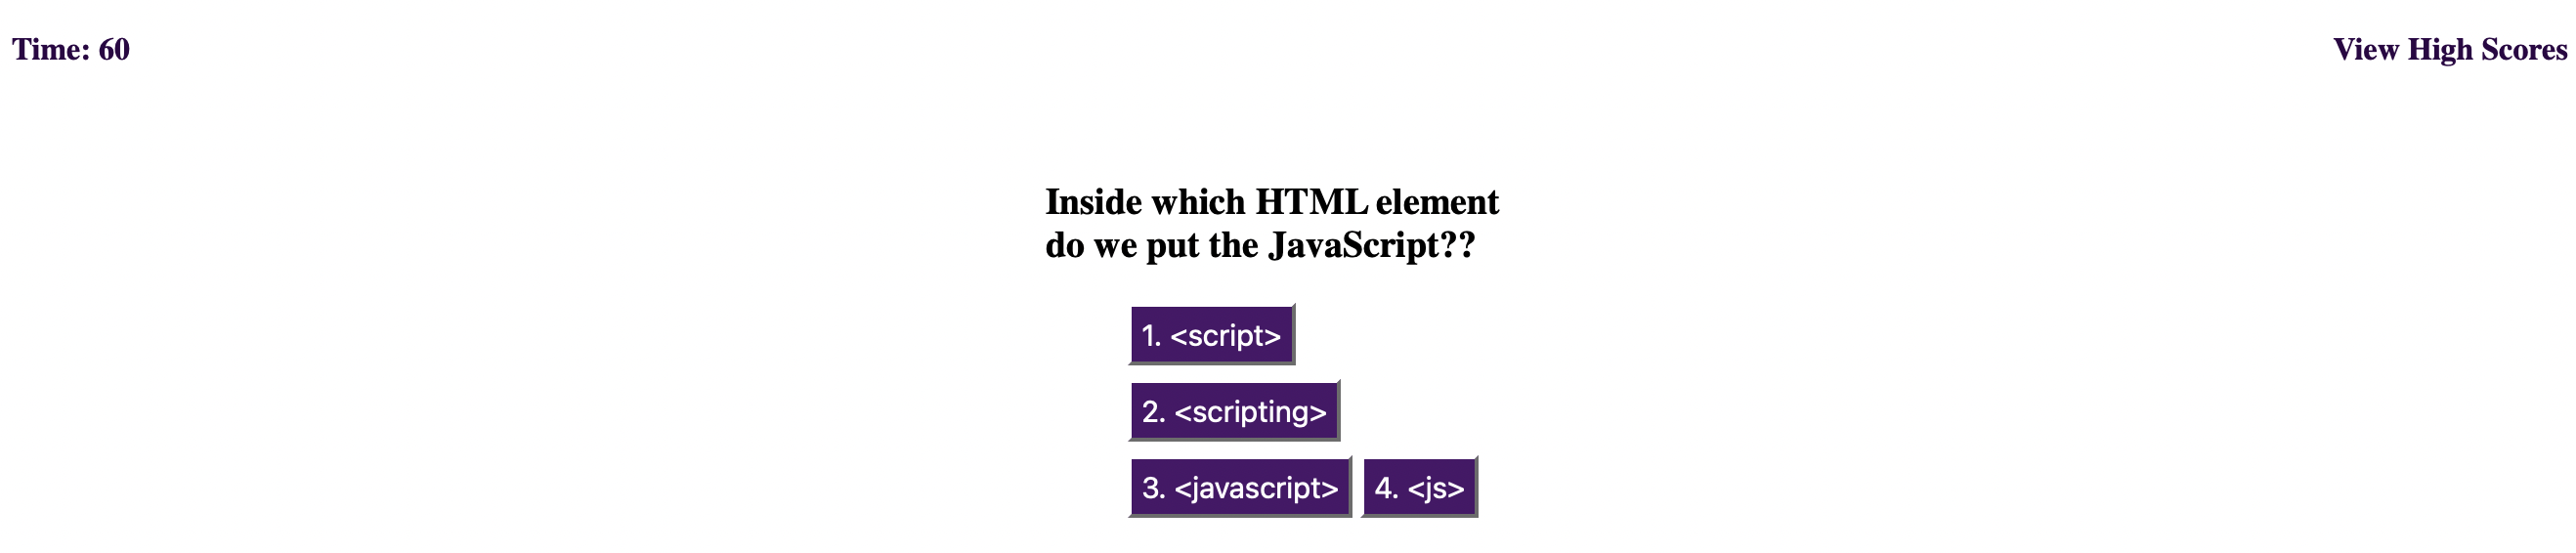 Time: 60
View High Scores
Inside which HTML element
do we put the JavaScript??
1. <script>
2. <scripting>
3. <javascript>
4. <js>